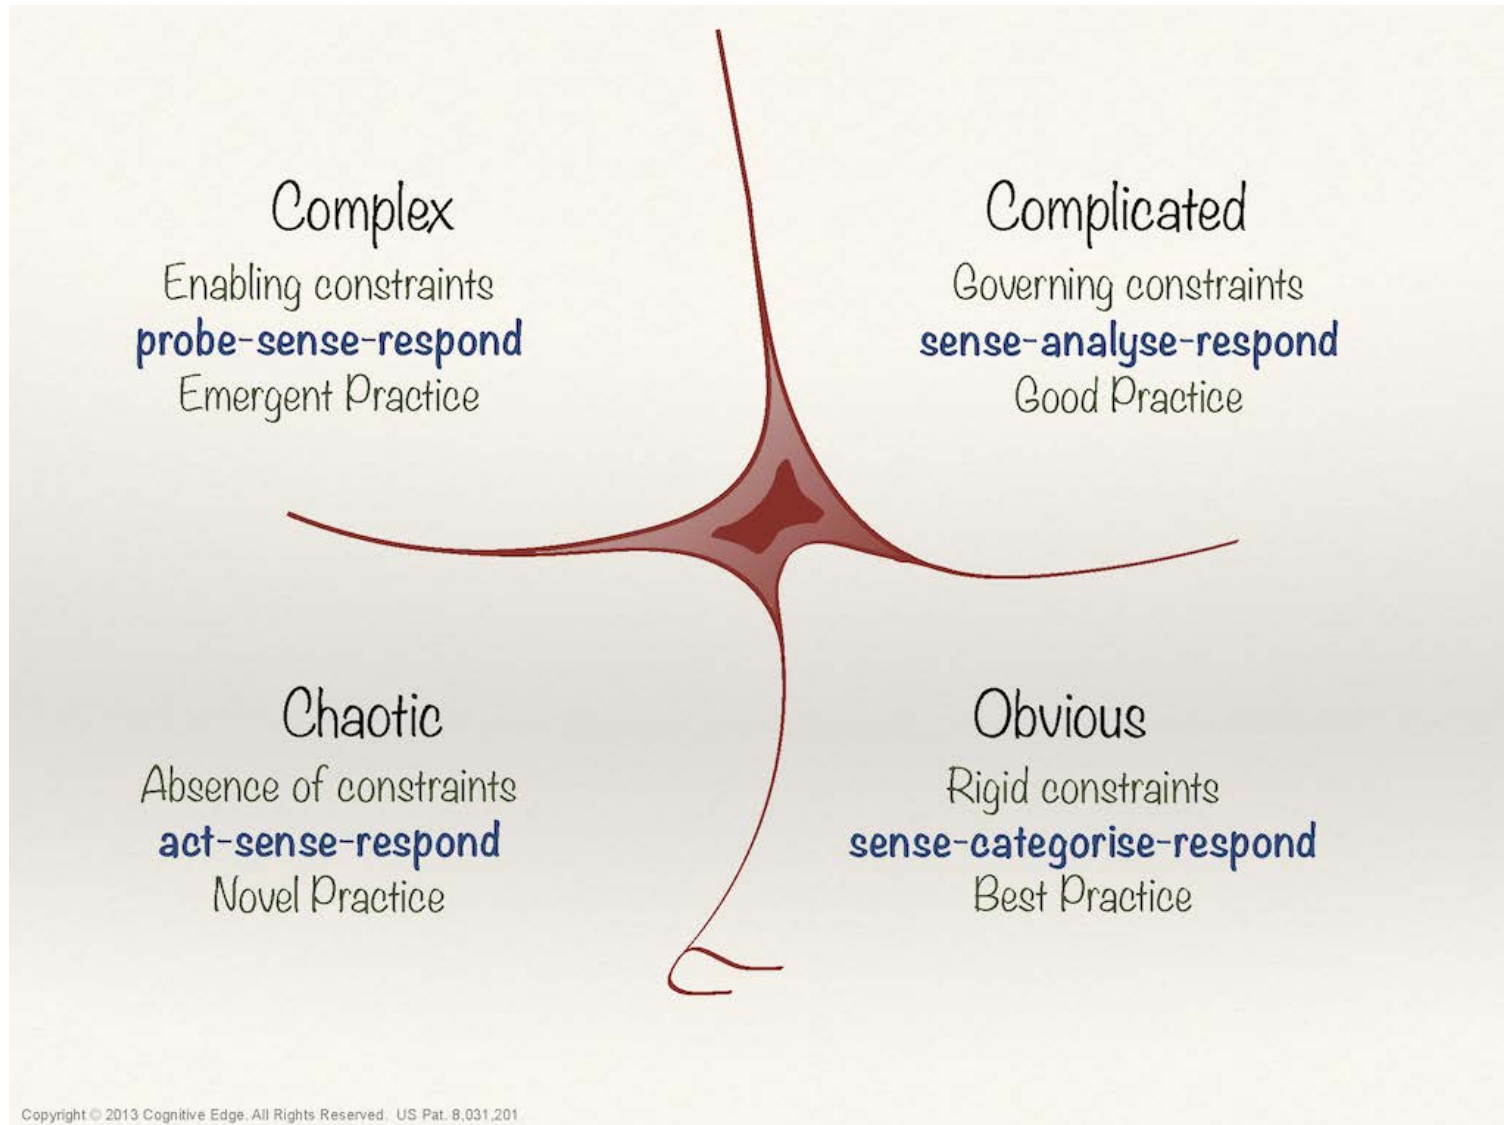 Complex
Enabling constraints
probe-sense-respond
Emergent Practice
Complicated
Governing constraints
sense-analyse-respond
Good Practice
Chaotic
Absence of constraints
act-sense-respond
Novel Practice
Obvious
Rigid constraints
sense-categorise-respond
Best Practice
Copyright © 2013 Cognitive Edge. All Rights Reserved. US Pat. 8,031,201